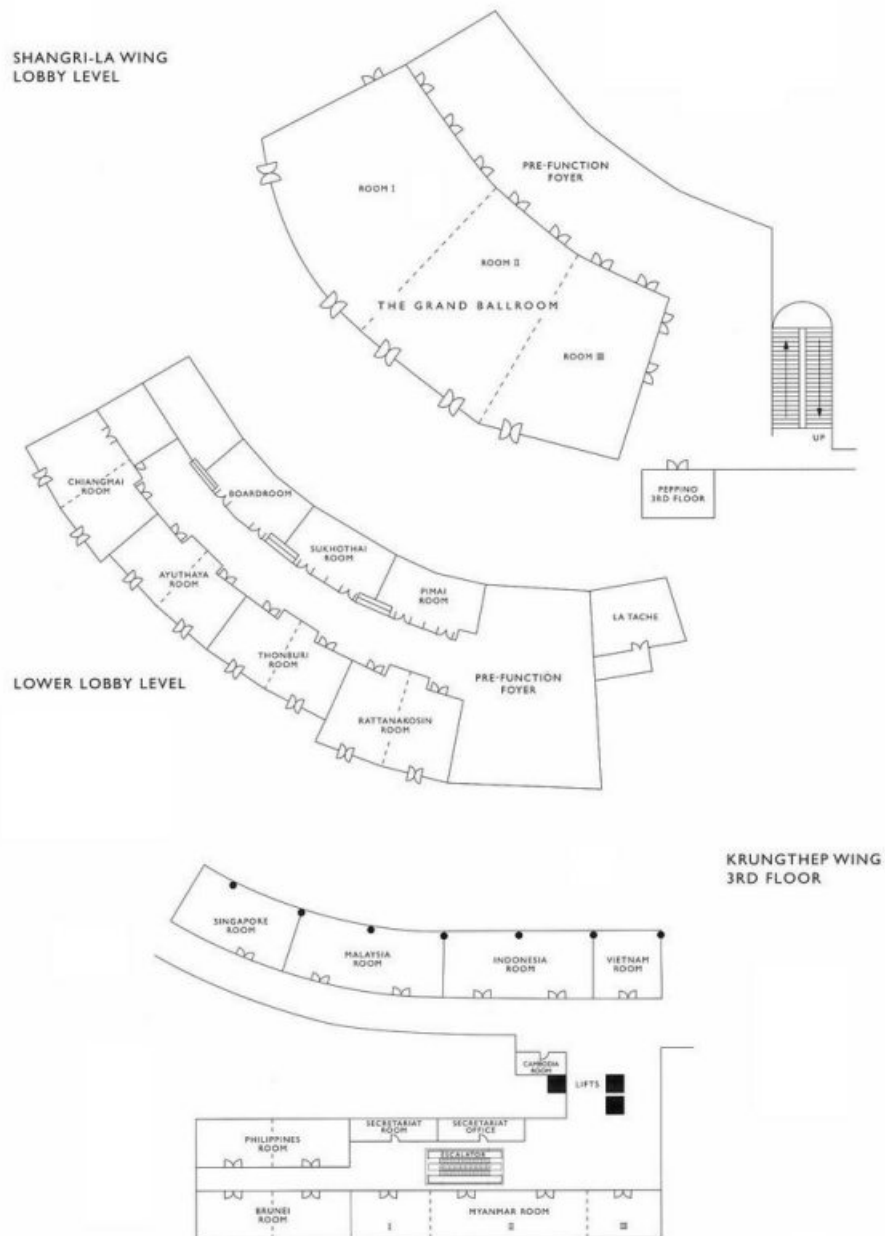 SHANGRI-LA WING
LOBBY LEVEL
PRE-FUNCTION
FOYER
ROOM I
ROOM II
THE GRAND BALLROOM
ROOM III
UP
PEPPINO
3RD FLOOR
CHIANGMAI
ROOM
BOARDROOM
SUKHOTHAI
ROOM
AYUTHAYA
ROOM
PIMAI
ROOM
LA TACHE
THONBURI
ROOM
LOWER LOBBY LEVEL
PRE-FUNCTION
FOYER
RATTANAKOSIN
ROOM
KRUNGTHEP WING
3RD FLOOR
SINGAPORE
ROOM
MALAYSIA
ROOM
INDONESIA
ROOM
VIETNAM
ROOM
CAMBODIA
ROOM
LIFTS
SECRETARIAT
ROOM
SECRETARIAT
OFFICE
PHILIPPINES
ROOM
ESCALATOR
BRUNEI
ROOM
MYANMAR ROOM
I
II
III